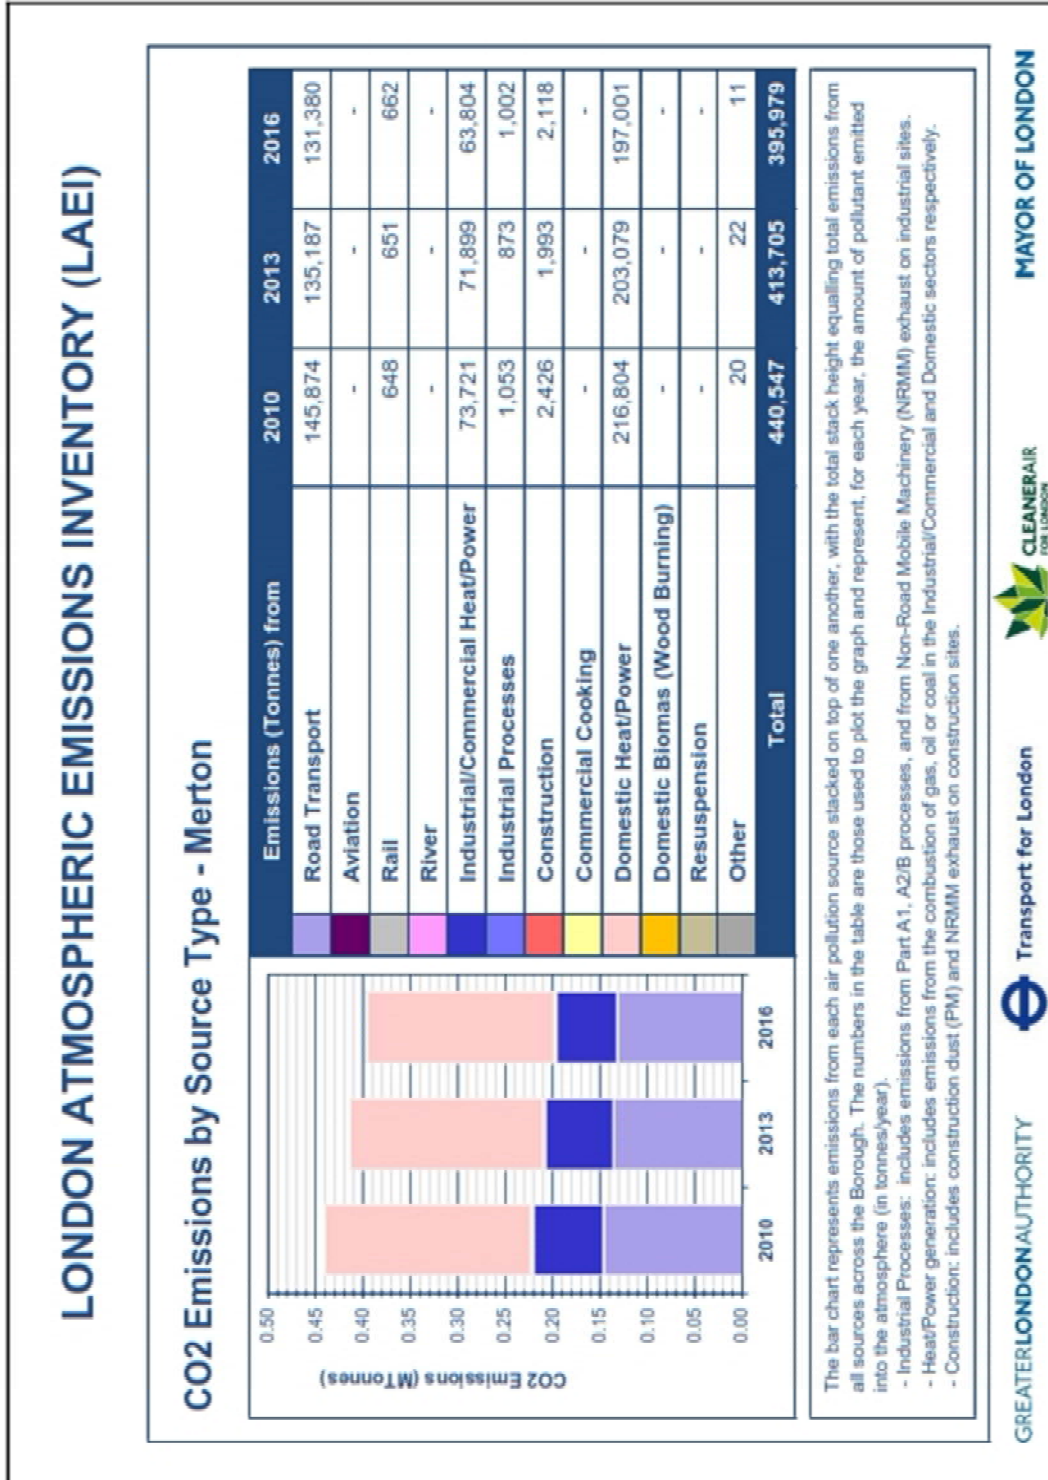 LONDON ATMOSPHERIC EMISSIONS INVENTORY (LAEI)
CO2 Emissions by Source Type - Merton
CO2 Emissions (MTonnes)
0.50
0.45
0.40
0.35
0.30
0.25
0.20
0.15
0.10
0.05
0.00
2010 2013 2016
Emissions (Tonnes) from 2010 2013 2016
Road Transport 145,874 135,187 131,380
Aviation - - -
Rail 648 651 662
River - - -
Industrial/Commercial Heat/Power 73,721 71,899 63,804
Industrial Processes 1,053 873 1,002
Construction 2,426 1,993 2,118
Commercial Cooking - - -
Domestic Heat/Power 216,804 203,079 197,001
Domestic Biomas (Wood Burning) - - -
Resuspension - - -
Other 20 22 11
Total 440,547 413,705 395,979
The bar chart represents emissions from each air pollution source stacked on top of one another, with the total stack height equalling total emissions from
all sources across the Borough. The numbers in the table are those used to plot the graph and represent, for each year, the amount of pollutant emitted
into the atmosphere (in tonnes/year).
- Industrial Processes: includes emissions from Part A1, A2/B processes, and from Non-Road Mobile Machinery (NRMM) exhaust on industrial sites.
- Heat/Power generation: includes emissions from the combustion of gas, oil or coal in the Industrial/Commercial and Domestic sectors respectively.
- Construction: includes construction dust (PM) and NRMM exhaust on construction sites.
GREATERLONDONAUTHORITY
Transport for London
CLEANERAIR
FOR LONDON
MAYOR OF LONDON